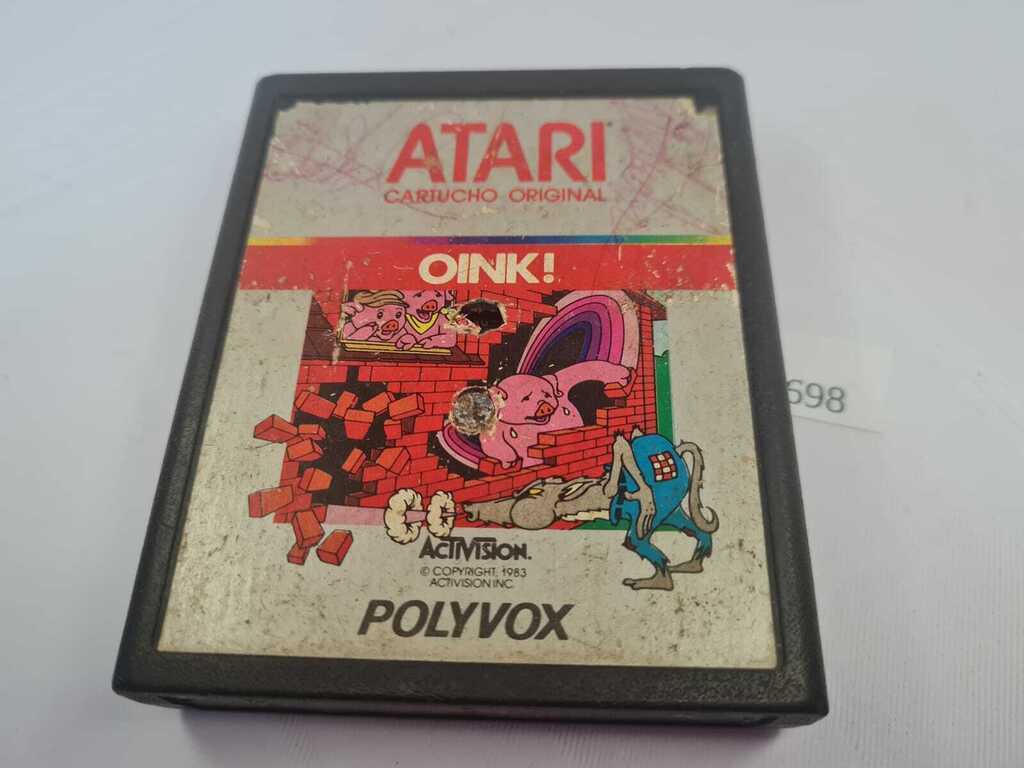 ATARI
CARTUCHO ORIGINAL
OINK!
ACTIVISION.
© COPYRIGHT, 1983
ACTIVISION INC.
POLYVOX
698